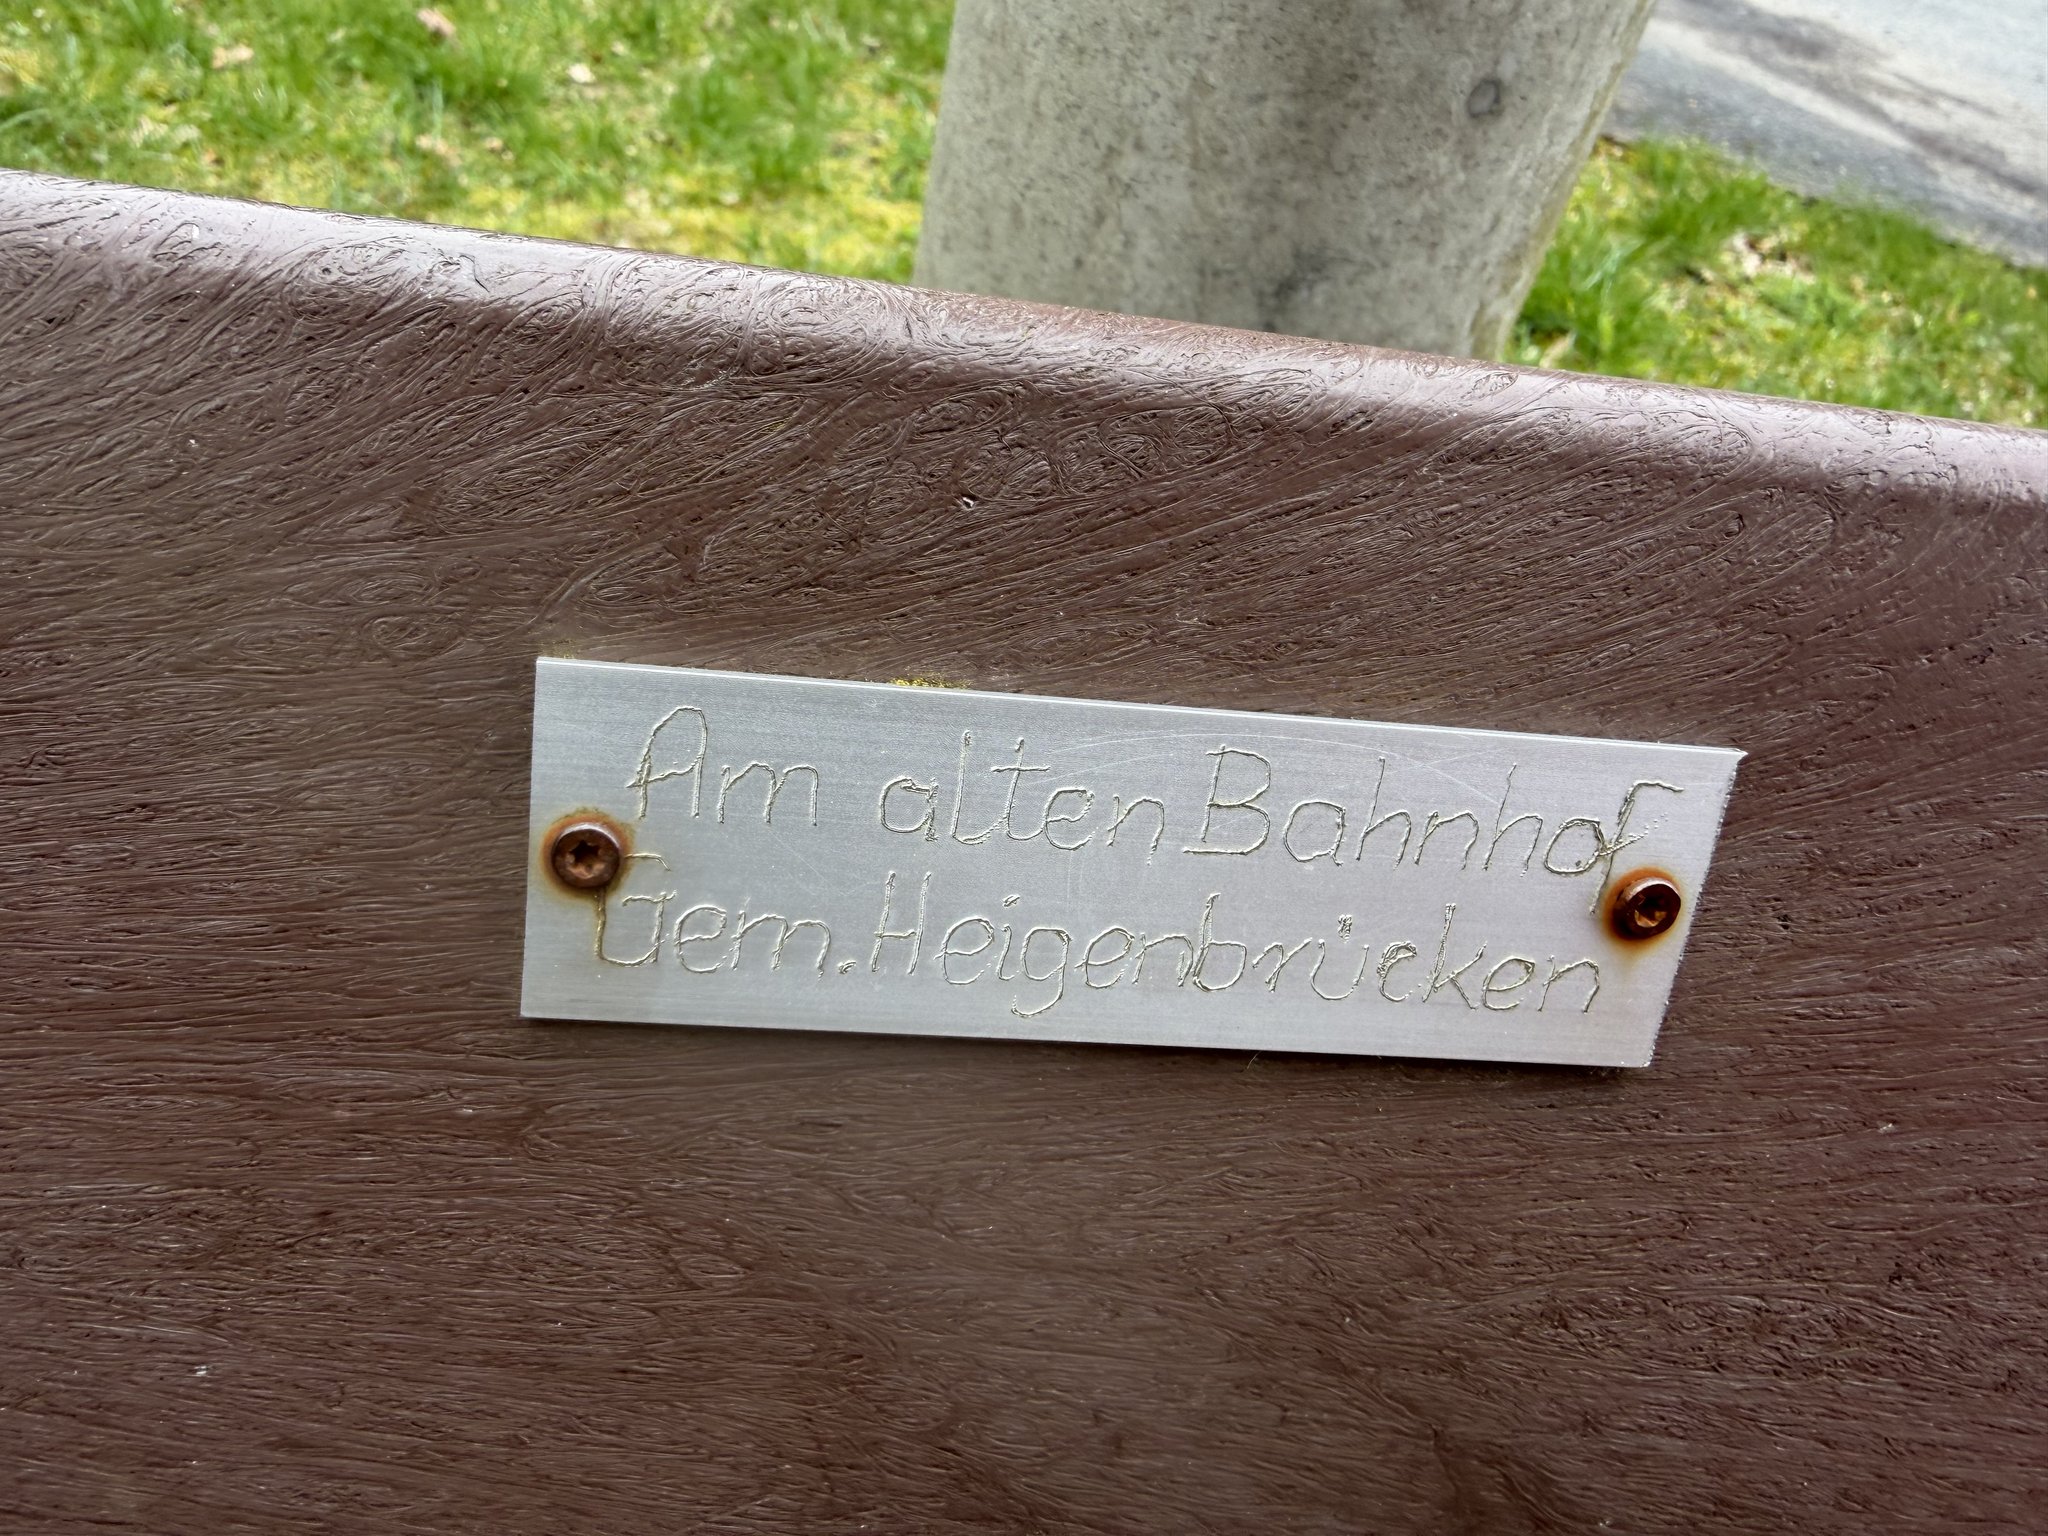 Am alten Bahnhof
Gem. Heigenbrücken